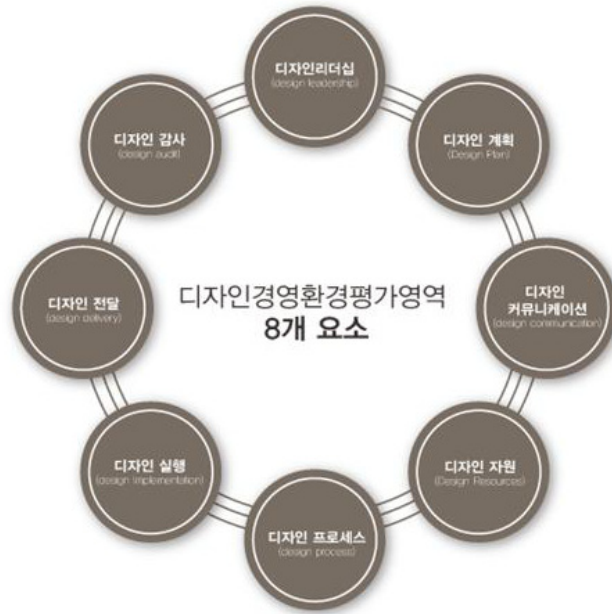 디자인리더십
(design leadership)
디자인 계획
(Design Plan)
디자인
커뮤니케이션
(design communication)
디자인 자원
(Design Resources)
디자인 프로세스
(design process)
디자인 실행
(design implementation)
디자인 전달
(design delivery)
디자인 감사
(design audit)
디자인경영환경평가영역
8개 요소